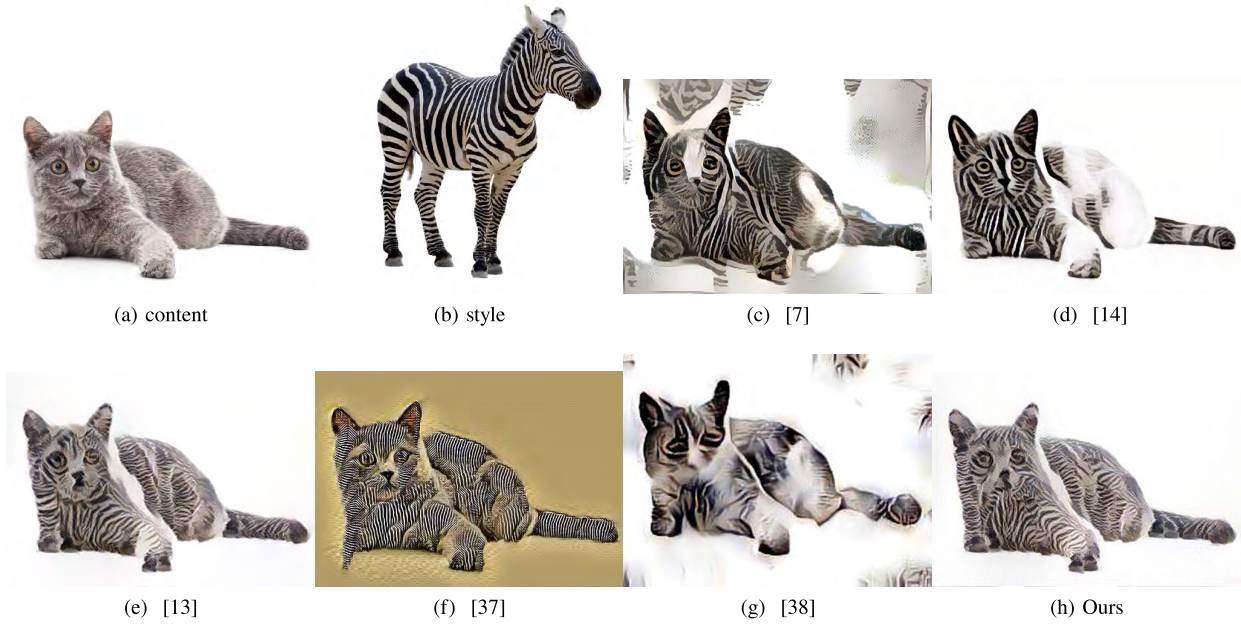 (a) content
(b) style
(c) [7]
(d) [14]
(e) [13]
(f) [37]
(g) [38]
(h) Ours